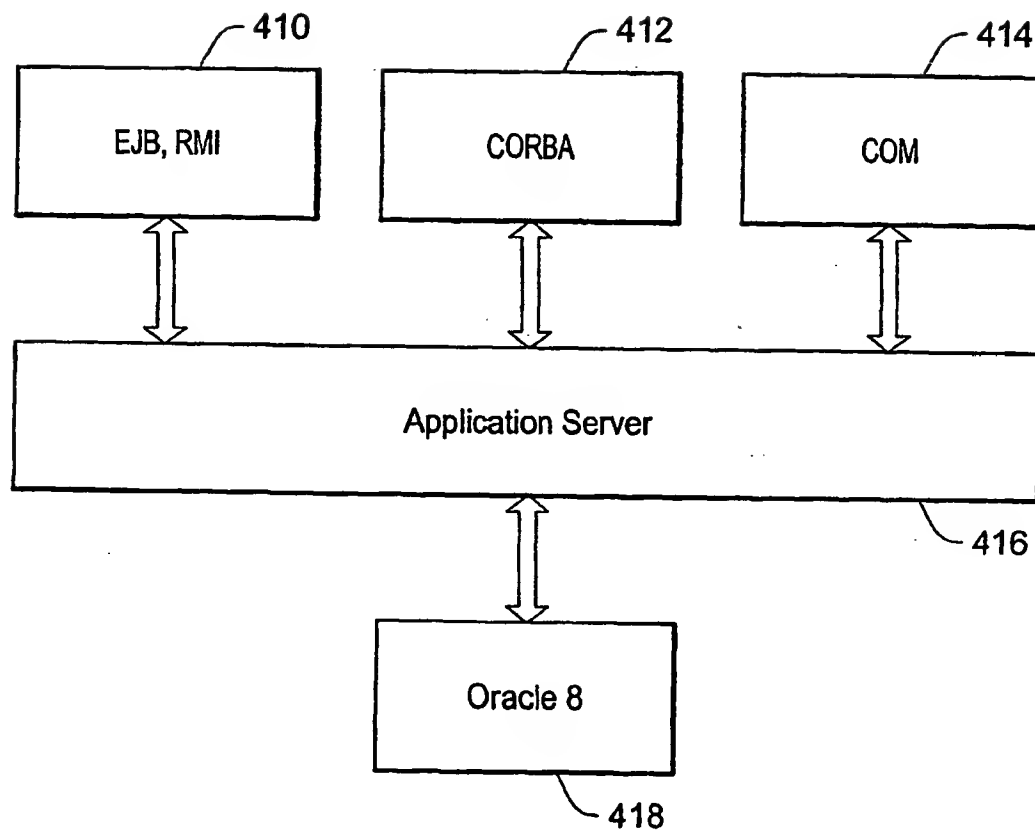 410
412
414
EJB, RMI
CORBA
COM
Application Server
416
Oracle 8
418